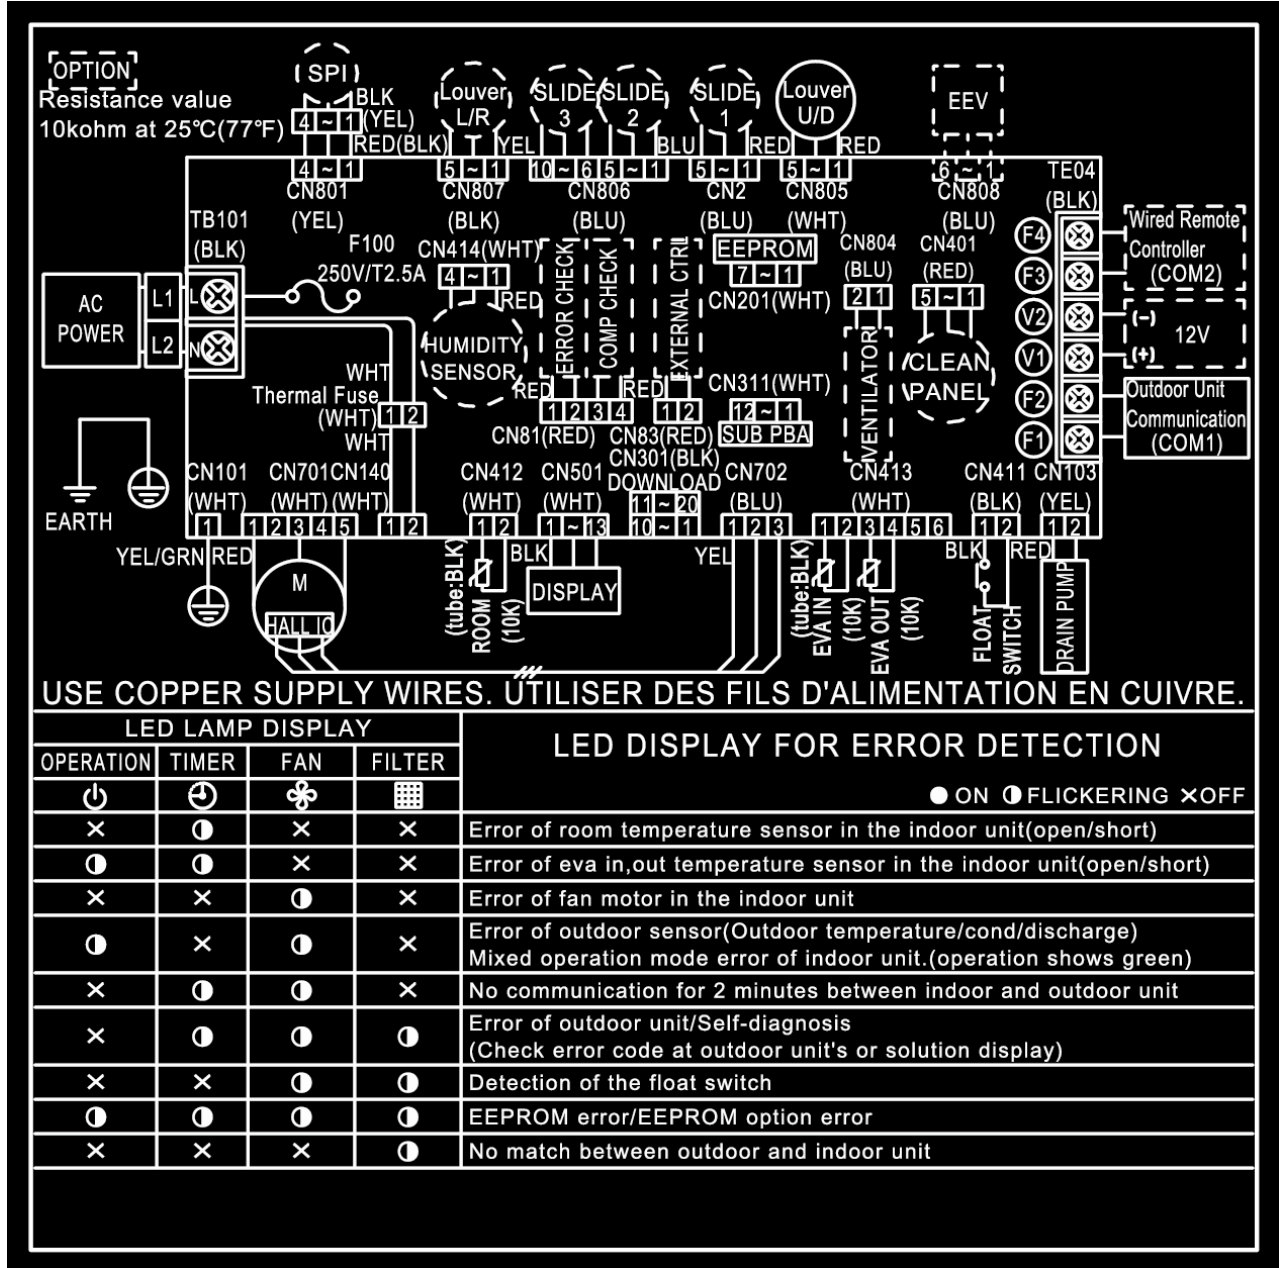 OPTION
Resistance value
10kohm at 25℃(77℉)
SPI
BLK
(YEL)
4 ~ 1
RED(BLK)
4 ~ 1
CN801
(YEL)
Louver
L/R
YEL
5 ~ 1
CN807
(BLK)
SLIDE
3
SLIDE
2
BLU
10 ~ 6 5 ~ 1
CN806
(BLU)
SLIDE
1
RED
5 ~ 1
CN2
(BLU)
Louver
U/D
RED
5 ~ 1
CN805
(WHT)
EEV
6 ~ 1
CN808
(BLU)
TE04
(BLK)
F4
F3
V2
V1
F2
F1
Wired Remote
Controller
(COM2)
(−)
12V
(+)
Outdoor Unit
Communication
(COM1)
TB101
(BLK)
F100
250V/T2.5A
AC
POWER
L1
L2
L
N
WHT
Thermal Fuse
(WHT)
1 2
WHT
EARTH
CN414(WHT)
4 ~ 1
RED
HUMIDITY
SENSOR
ERROR CHECK
COMP CHECK
EXTERNAL CTRL
RED
RED
1 2 3 4
1 2
CN81(RED)
CN83(RED)
EEPROM
7 ~ 1
CN201(WHT)
CN311(WHT)
12 ~ 1
SUB PBA
CN804
(BLU)
2 1
VENTILATOR
CN401
(RED)
5 ~ 1
CLEAN
PANEL
CN101
(WHT)
1
YEL/GRN
CN701
(WHT)
1 2 3 4 5
RED
M
HALL IC
CN140
(WHT)
1 2
CN412
(WHT)
1 2
(tube:BLK)
ROOM
(10K)
CN501
(WHT)
1 ~ 13
BLK
DISPLAY
CN301(BLK)
DOWNLOAD
11 ~ 20
10 ~ 1
CN702
(BLU)
1 2 3
YEL
CN413
(WHT)
1 2 3 4 5 6
(tube:BLK)
EVA IN
(10K)
EVA OUT
(10K)
CN411
(BLK)
1 2
BLK
FLOAT
SWITCH
CN103
(YEL)
1 2
RED
DRAIN PUMP
USE COPPER SUPPLY WIRES. UTILISER DES FILS D'ALIMENTATION EN CUIVRE.
LED LAMP DISPLAY
LED DISPLAY FOR ERROR DETECTION
OPERATION TIMER FAN FILTER
● ON ◑ FLICKERING ×OFF
× ◑ × × Error of room temperature sensor in the indoor unit(open/short)
◑ ◑ × × Error of eva in,out temperature sensor in the indoor unit(open/short)
× × ◑ × Error of fan motor in the indoor unit
◑ × ◑ × Error of outdoor sensor(Outdoor temperature/cond/discharge)
Mixed operation mode error of indoor unit.(operation shows green)
× ◑ ◑ × No communication for 2 minutes between indoor and outdoor unit
× ◑ ◑ ◑ Error of outdoor unit/Self-diagnosis
(Check error code at outdoor unit's or solution display)
× × ◑ ◑ Detection of the float switch
◑ ◑ ◑ ◑ EEPROM error/EEPROM option error
× × × ◑ No match between outdoor and indoor unit